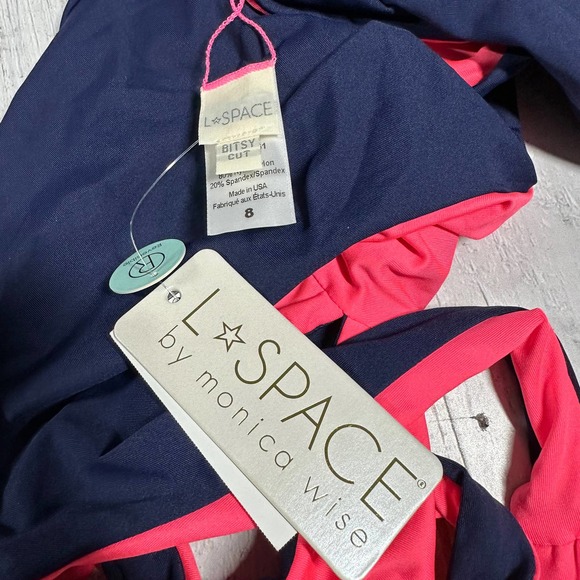 L☆SPACE
BITSY
CUT
20% Spandex/Spandex
Made in USA
Fabriqué aux États-Unis
8
R
L☆SPACE®
by monica wise